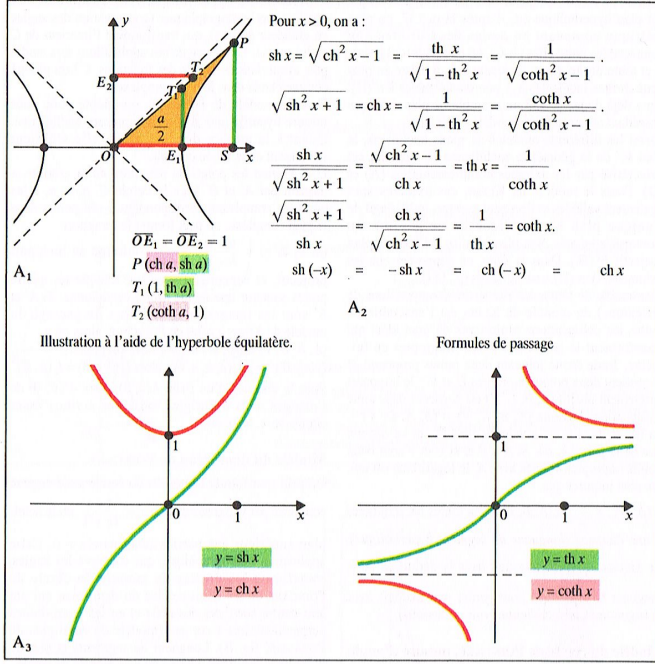 y
P
E₂
T₂
T₁
a/2
O
E₁
S
x
OE̅₁ = OE̅₂ = 1
P (ch a, sh a)
T₁ (1, th a)
T₂ (coth a, 1)
A₁
Pour x > 0, on a :
sh x = √(ch² x − 1) = th x / √(1 − th² x) = 1 / √(coth² x − 1) .
√(sh² x + 1) = ch x = 1 / √(1 − th² x) = coth x / √(coth² x − 1) .
sh x / √(sh² x + 1) = √(ch² x − 1) / ch x = th x = 1 / coth x .
√(sh² x + 1) / sh x = ch x / √(ch² x − 1) = 1 / th x = coth x.
sh (−x) = − sh x = ch (−x) = ch x
A₂
Illustration à l'aide de l'hyperbole équilatère.
Formules de passage
1
0
1
x
y = sh x
y = ch x
A₃
1
0
1
x
y = th x
y = coth x